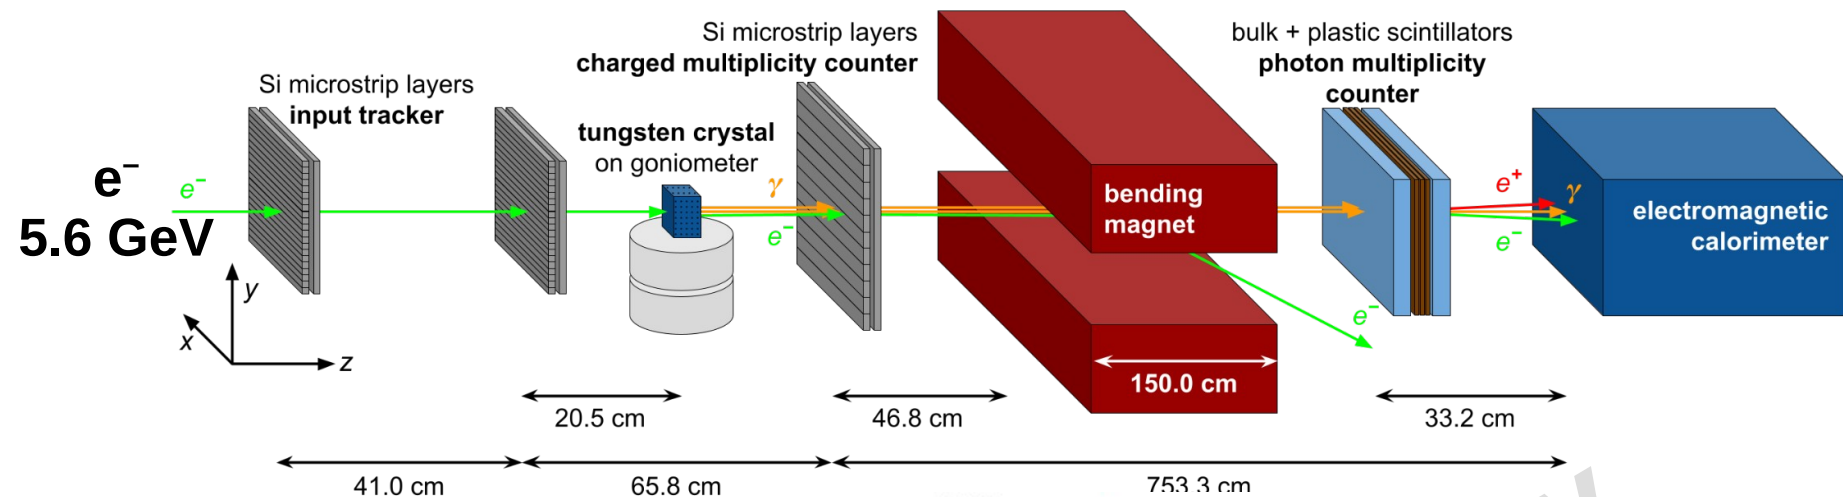 Si microstrip layers
input tracker
Si microstrip layers
charged multiplicity counter
tungsten crystal
on goniometer
bulk + plastic scintillators
photon multiplicity
counter
e⁻
5.6 GeV
e⁻
γ
e⁻
bending
magnet
e⁻
e⁺
γ
e⁻
electromagnetic
calorimeter
y
x
z
150.0 cm
20.5 cm
46.8 cm
33.2 cm
41.0 cm
65.8 cm
753.3 cm